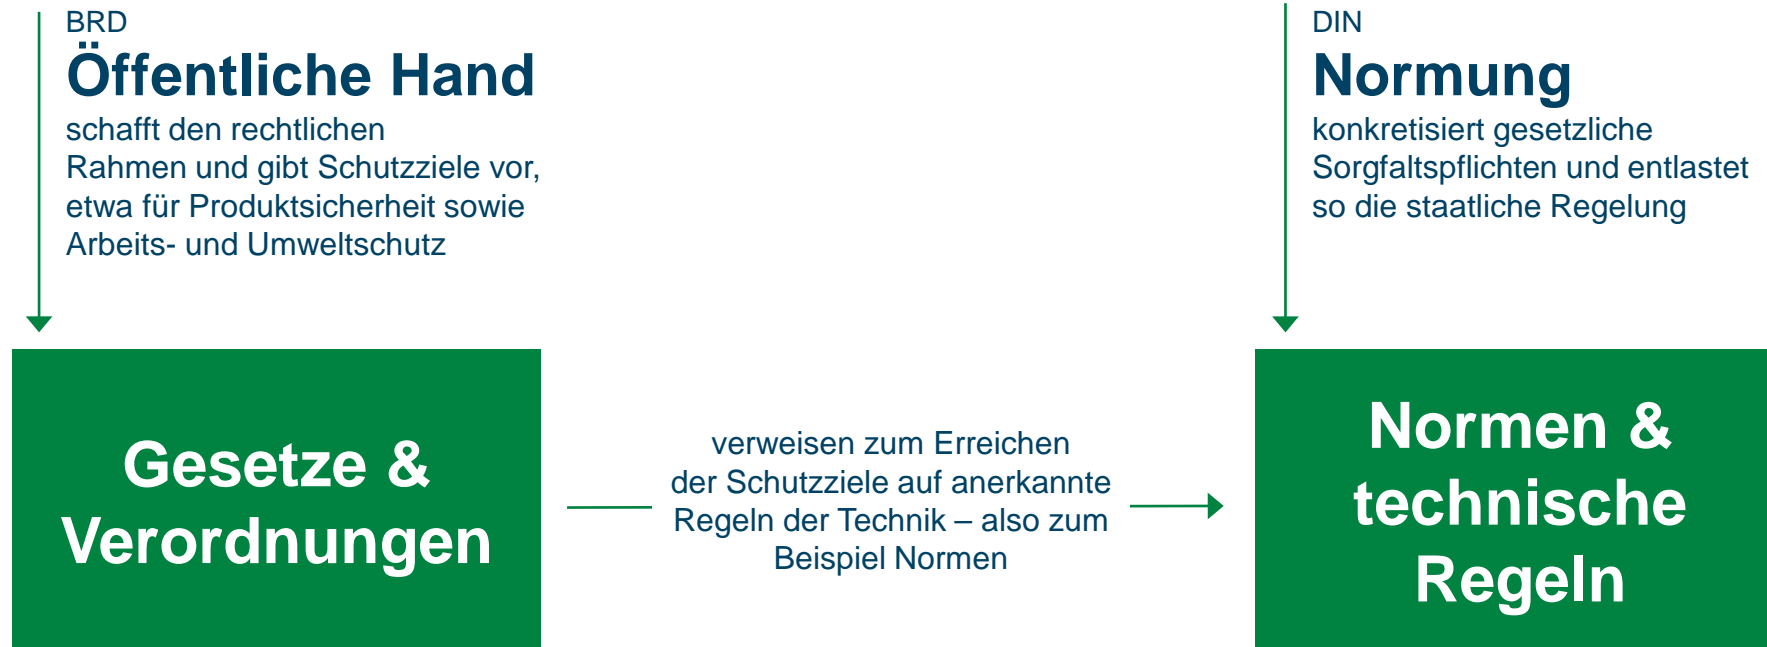 BRD
Öffentliche Hand
schafft den rechtlichen
Rahmen und gibt Schutzziele vor,
etwa für Produktsicherheit sowie
Arbeits- und Umweltschutz
DIN
Normung
konkretisiert gesetzliche
Sorgfaltspflichten und entlastet
so die staatliche Regelung
Gesetze &
Verordnungen
verweisen zum Erreichen
der Schutzziele auf anerkannte
Regeln der Technik – also zum
Beispiel Normen
Normen &
technische
Regeln